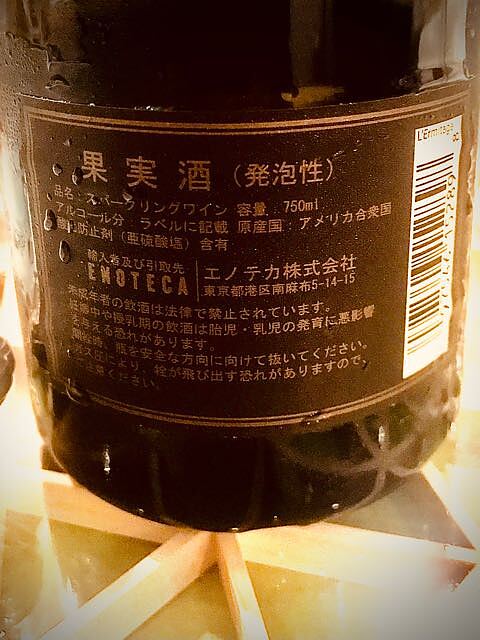 果実酒(発泡性)
品名:スパークリングワイン 容量:750ml
アルコール分 ラベルに記載 原産国:アメリカ合衆国
酸化防止剤(亜硫酸塩)含有
輸入者及び引取先
ENOTECA
エノテカ株式会社
東京都港区南麻布5-14-15
未成年者の飲酒は法律で禁止されています。
妊娠中や授乳期の飲酒は胎児・乳児の発育に悪影響
を与える恐れがあります。
開栓時、瓶を安全な方向に向けて抜いてください。
ガス圧により、栓が飛び出す恐れがありますので、
ご注意ください。
L'Ermitage